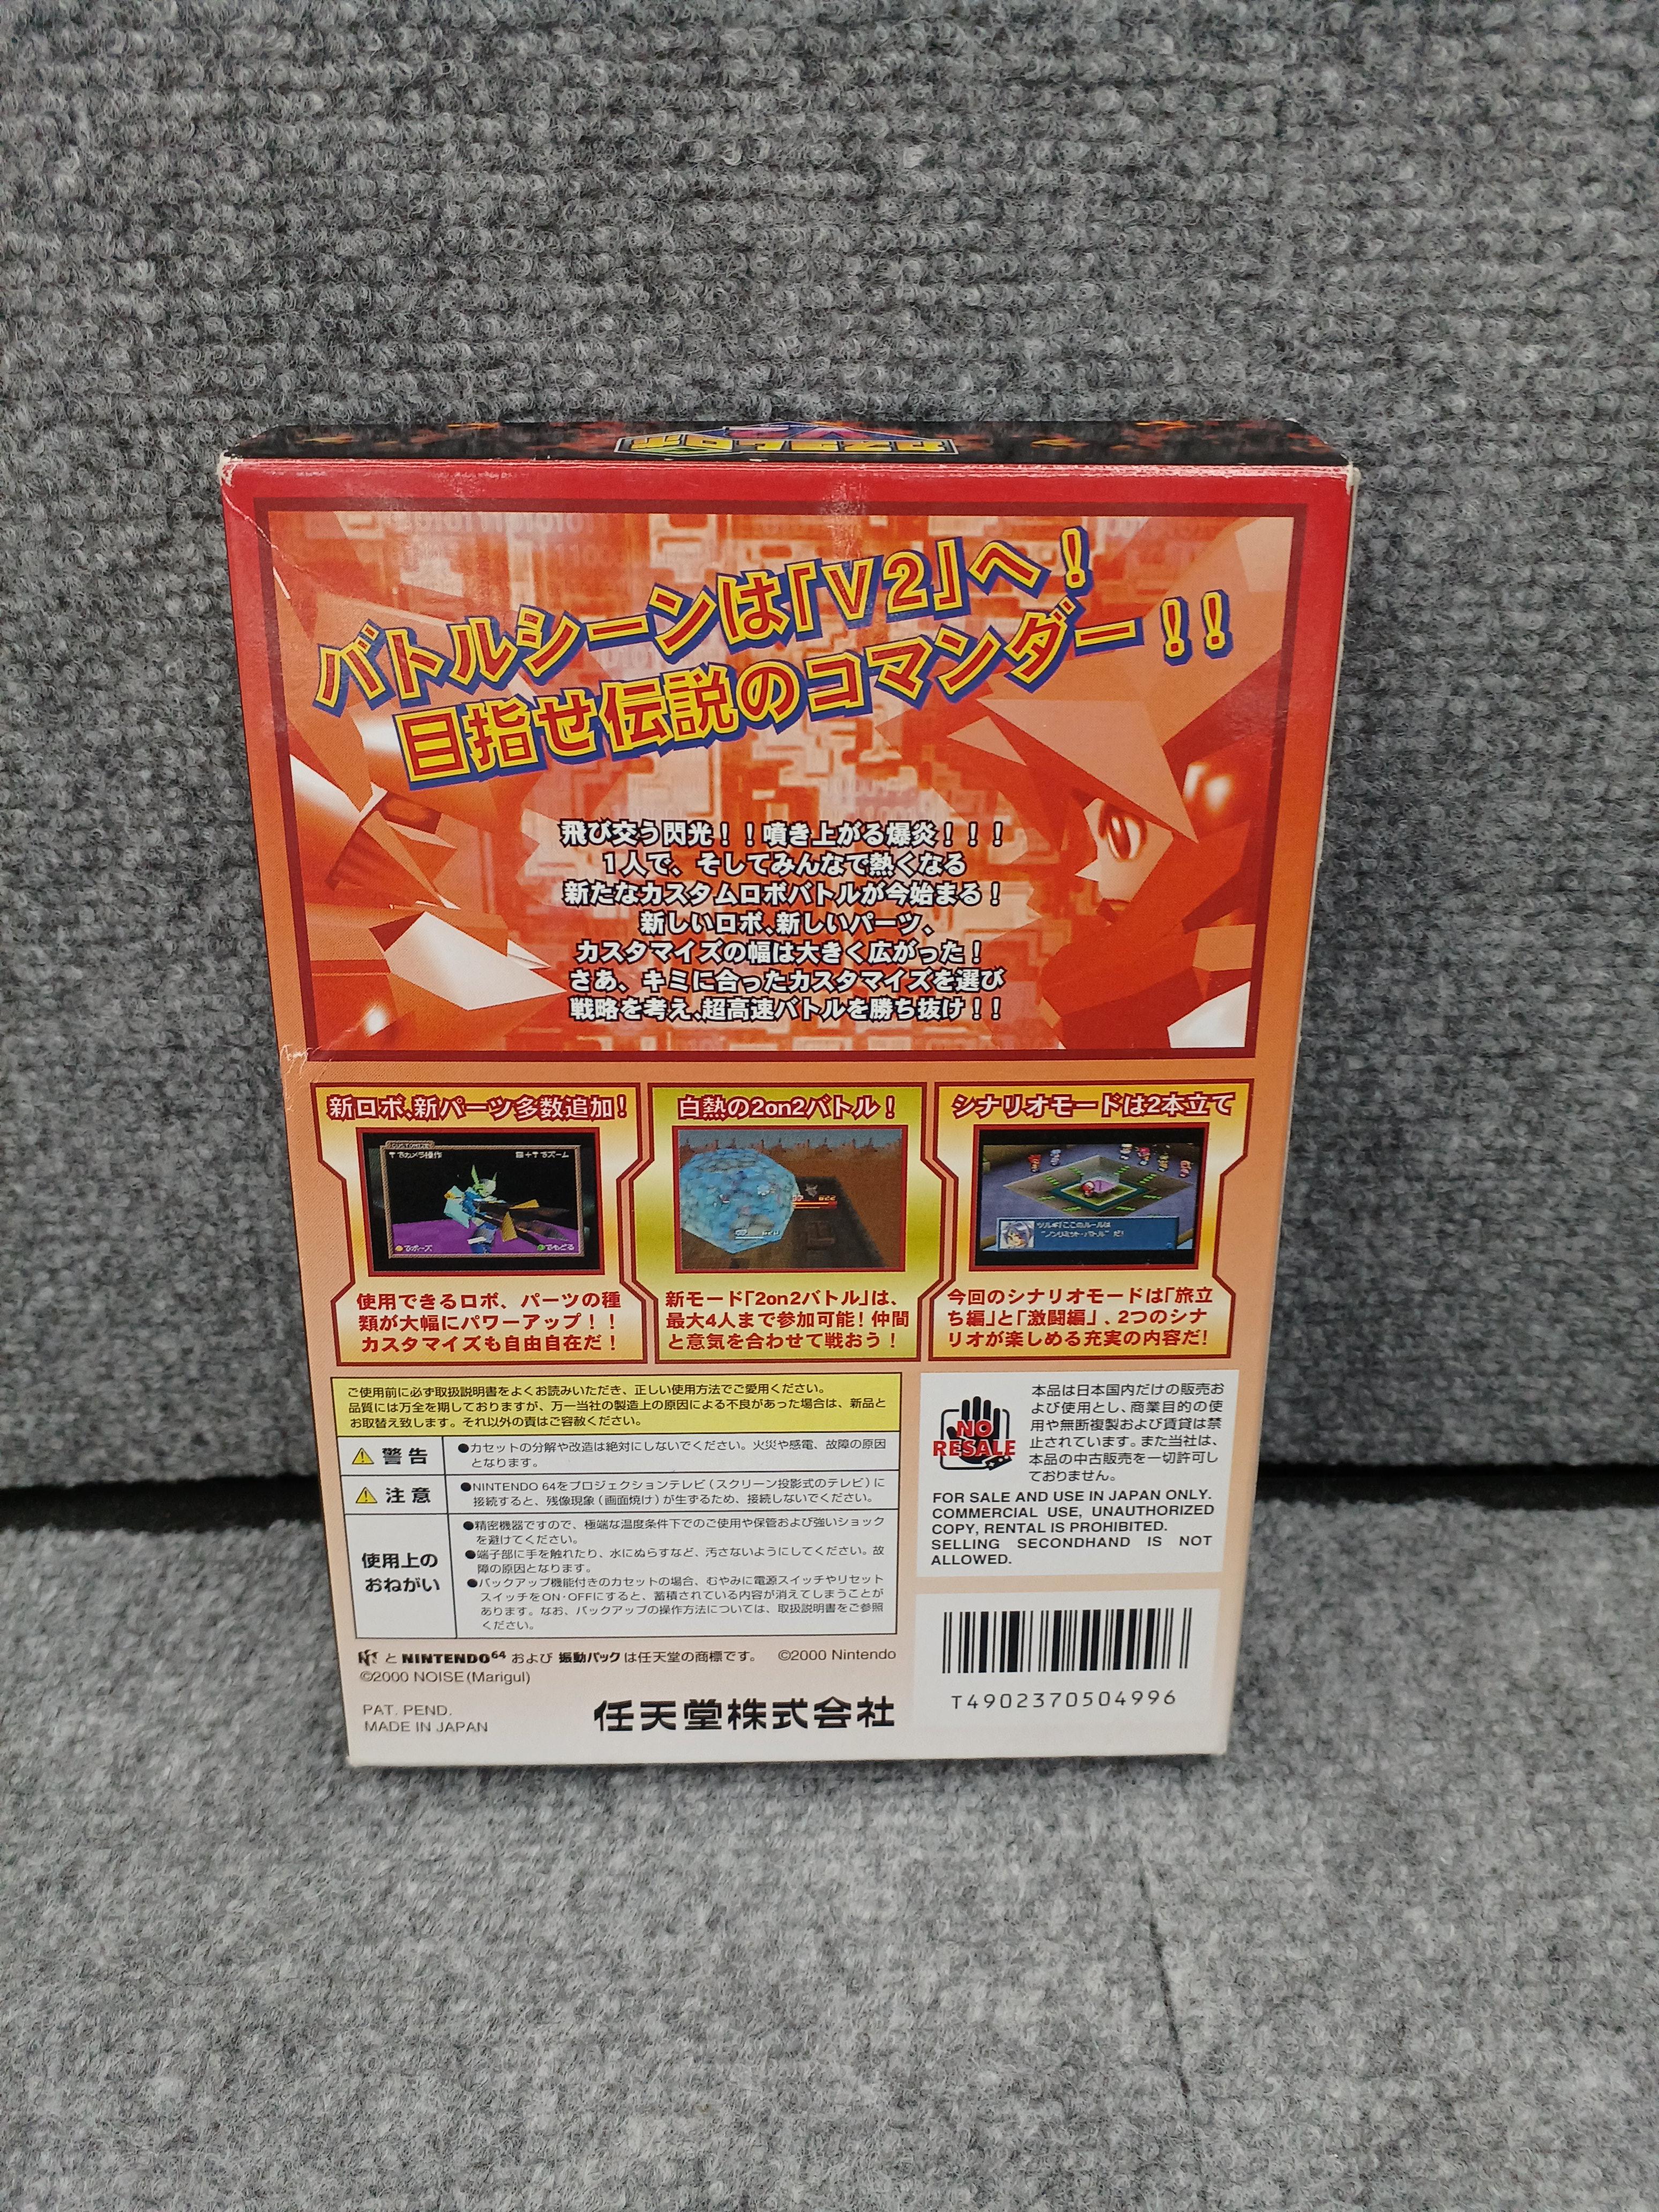 バトルシーンは「V2」へ!
目指せ伝説のコマンダー!!
飛び交う閃光!!噴き上がる爆炎!!!
1人で、そしてみんなで熱くなる
新たなカスタムロボバトルが今始まる!
新しいロボ、新しいパーツ、
カスタマイズの幅は大きく広がった!
さあ、キミに合ったカスタマイズを選び
戦略を考え、超高速バトルを勝ち抜け!!
新ロボ、新パーツ多数追加!
CUSTOMIZE
でカメラ操作
でズーム
でポーズ
でもどる
使用できるロボ、パーツの種
類が大幅にパワーアップ!!
カスタマイズも自由自在だ!
白熱の2on2バトル!
新モード「2on2バトル」は、
最大4人まで参加可能!仲間
と意気を合わせて戦おう!
シナリオモードは2本立て
ツルギ「ここのルールは
"ノンリミット・バトル" だ!
今回のシナリオモードは「旅立
ち編」と「激闘編」、2つのシナ
リオが楽しめる充実の内容だ!
ご使用前に必ず取扱説明書をよくお読みいただき、正しい使用方法でご愛用ください。
品質には万全を期しておりますが、万一当社の製造上の原因による不良があった場合は、新品と
お取替え致します。それ以外の責はご容赦ください。
警告
●カセットの分解や改造は絶対にしないでください。火災や感電、故障の原因
となります。
注意
●NINTENDO 64をプロジェクションテレビ(スクリーン投影式のテレビ)に
接続すると、残像現象(画面焼け)が生ずるため、接続しないでください。
使用上の
おねがい
●精密機器ですので、極端な温度条件下でのご使用や保管および強いショック
を避けてください。
●端子部に手を触れたり、水にぬらすなど、汚さないようにしてください。故
障の原因となります。
●バックアップ機能付きのカセットの場合、むやみに電源スイッチやリセット
スイッチをON・OFFにすると、蓄積されている内容が消えてしまうことが
あります。なお、バックアップの操作方法については、取扱説明書をご参照
ください。
と NINTENDO64 および 振動パック は任天堂の商標です。 ©2000 Nintendo
©2000 NOISE(Marigul)
PAT. PEND.
MADE IN JAPAN
任天堂株式会社
NO
RESALE
本品は日本国内だけの販売お
よび使用とし、商業目的の使
用や無断複製および賃貸は禁
止されています。また当社は、
本品の中古販売を一切許可し
ておりません。
FOR SALE AND USE IN JAPAN ONLY.
COMMERCIAL USE, UNAUTHORIZED
COPY, RENTAL IS PROHIBITED.
SELLING SECONDHAND IS NOT
ALLOWED.
T4902370504996